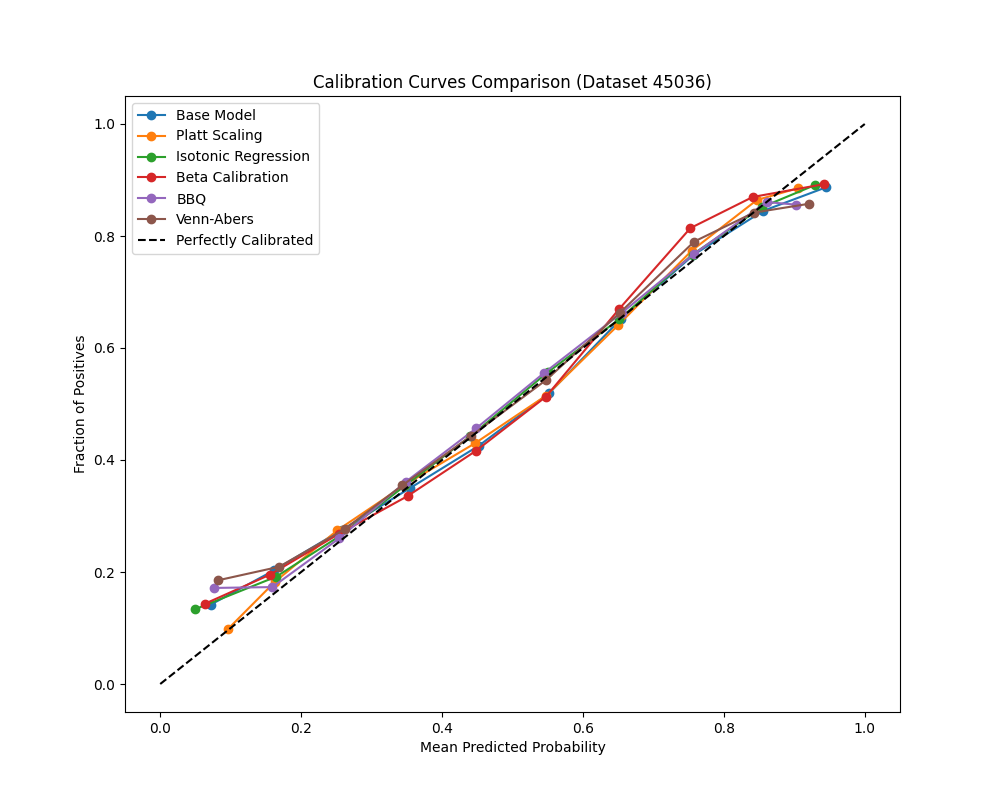 Calibration Curves Comparison (Dataset 45036)
Base Model
Platt Scaling
Isotonic Regression
Beta Calibration
BBQ
Venn-Abers
Perfectly Calibrated
1.0
0.8
0.6
0.4
0.2
0.0
Fraction of Positives
0.0 0.2 0.4 0.6 0.8 1.0
Mean Predicted Probability